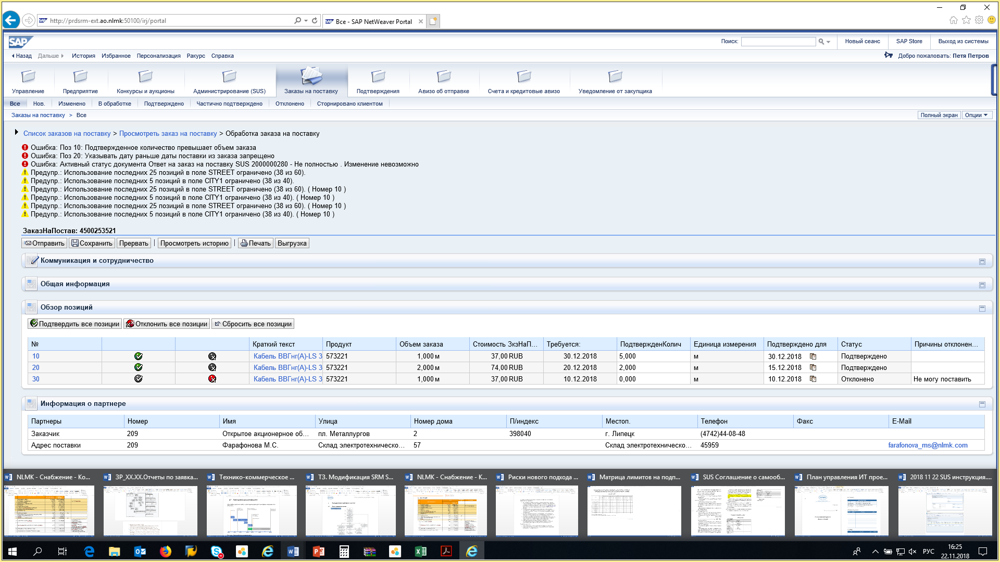 http://prdsrm-ext.ao.nlmk:50100/irj/portal
Все - SAP NetWeaver Portal
SAP
Поиск:
Новый сеанс
SAP Store
Выход из системы
Назад Дальше История Избранное Персонализация Ракурс Справка
Добро пожаловать: Петя Петров
Управление
Предприятие
Конкурсы и аукционы
Администрирование (SUS)
Заказы на поставку
Подтверждения
Авизо об отправке
Счета и кредитовые авизо
Уведомление от закупщика
Все Нов. Изменено В обработке Подтверждено Частично подтверждено Отклонено Сторнировано клиентом
Заказы на поставку > Все
Полный экран Опции
Список заказов на поставку > Просмотреть заказ на поставку > Обработка заказа на поставку
Ошибка: Поз 10: Подтвержденное количество превышает объем заказа
Ошибка: Поз 20: Указывать дату раньше даты поставки из заказа запрещено
Ошибка: Активный статус документа Ответ на заказ на поставку SUS 2000000280 - Не полностью . Изменение невозможно
Предупр.: Использование последних 25 позиций в поле STREET ограничено (38 из 60).
Предупр.: Использование последних 5 позиций в поле CITY1 ограничено (38 из 40).
Предупр.: Использование последних 25 позиций в поле STREET ограничено (38 из 60). ( Номер 10 )
Предупр.: Использование последних 5 позиций в поле CITY1 ограничено (38 из 40). ( Номер 10 )
Предупр.: Использование последних 25 позиций в поле STREET ограничено (38 из 60). ( Номер 10 )
Предупр.: Использование последних 5 позиций в поле CITY1 ограничено (38 из 40). ( Номер 10 )
ЗаказНаПостав: 4500253521
Отправить Сохранить Прервать | Просмотреть историю | Печать Выгрузка
Коммуникация и сотрудничество
Общая информация
Обзор позиций
Подтвердить все позиции Отклонить все позиции Сбросить все позиции
№ Краткий текст Продукт Объем заказа Стоимость ЗкзНаП... Требуется: ПодтвержденКолич Единица измерения Подтверждено для Статус Причины отклонен...
10 Кабель ВВГнг(А)-LS 3 573221 1,000 м 37,00 RUB 30.12.2018 5,000 м 30.12.2018 Подтверждено
20 Кабель ВВГнг(А)-LS 3 573221 2,000 м 74,00 RUB 20.12.2018 2,000 м 15.12.2018 Подтверждено
30 Кабель ВВГнг(А)-LS 3 573221 1,000 м 37,00 RUB 10.12.2018 0,000 м 10.12.2018 Отклонено Не могу поставить
Информация о партнере
Партнеры Номер Имя Улица Номер дома П/индекс Местоп. Телефон Факс E-Mail
Заказчик 209 Открытое акционерное об... пл. Металлургов 2 398040 г. Липецк (4742)44-08-48
Адрес поставки 209 Фарафонова М.С. Склад электротехническо... 57 Склад электротехническо... 45959 farafonova_ms@nlmk.com
NLMK - Снабжение - Ко...
ЗР_XX.XX.Отчеты по заявка...
Технико-коммерческое ...
ТЗ. Модификация SRM S...
NLMK - Снабжение - К...
Риски нового подхода ...
Матрица лимитов на подп...
SUS Соглашение о самооб...
План управления ИТ прое...
2018 11 22 SUS инструкция....
РУС
16:25
22.11.2018